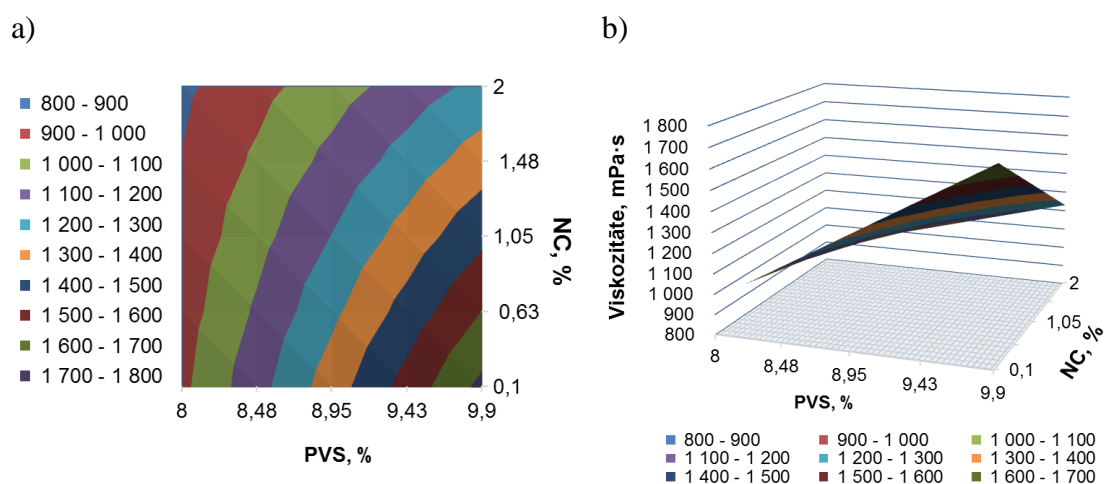 a)
800 - 900
900 - 1 000
1 000 - 1 100
1 100 - 1 200
1 200 - 1 300
1 300 - 1 400
1 400 - 1 500
1 500 - 1 600
1 600 - 1 700
1 700 - 1 800
2
1,48
1,05
0,63
0,1
NC, %
8
8,48
8,95
9,43
9,9
PVS, %
b)
Viskozitāte, mPa·s
1 800
1 700
1 600
1 500
1 400
1 300
1 200
1 100
1 000
900
800
8
8,48
8,95
9,43
9,9
PVS, %
2
1,05
0,1
NC, %
800 - 900
900 - 1 000
1 000 - 1 100
1 100 - 1 200
1 200 - 1 300
1 300 - 1 400
1 400 - 1 500
1 500 - 1 600
1 600 - 1 700